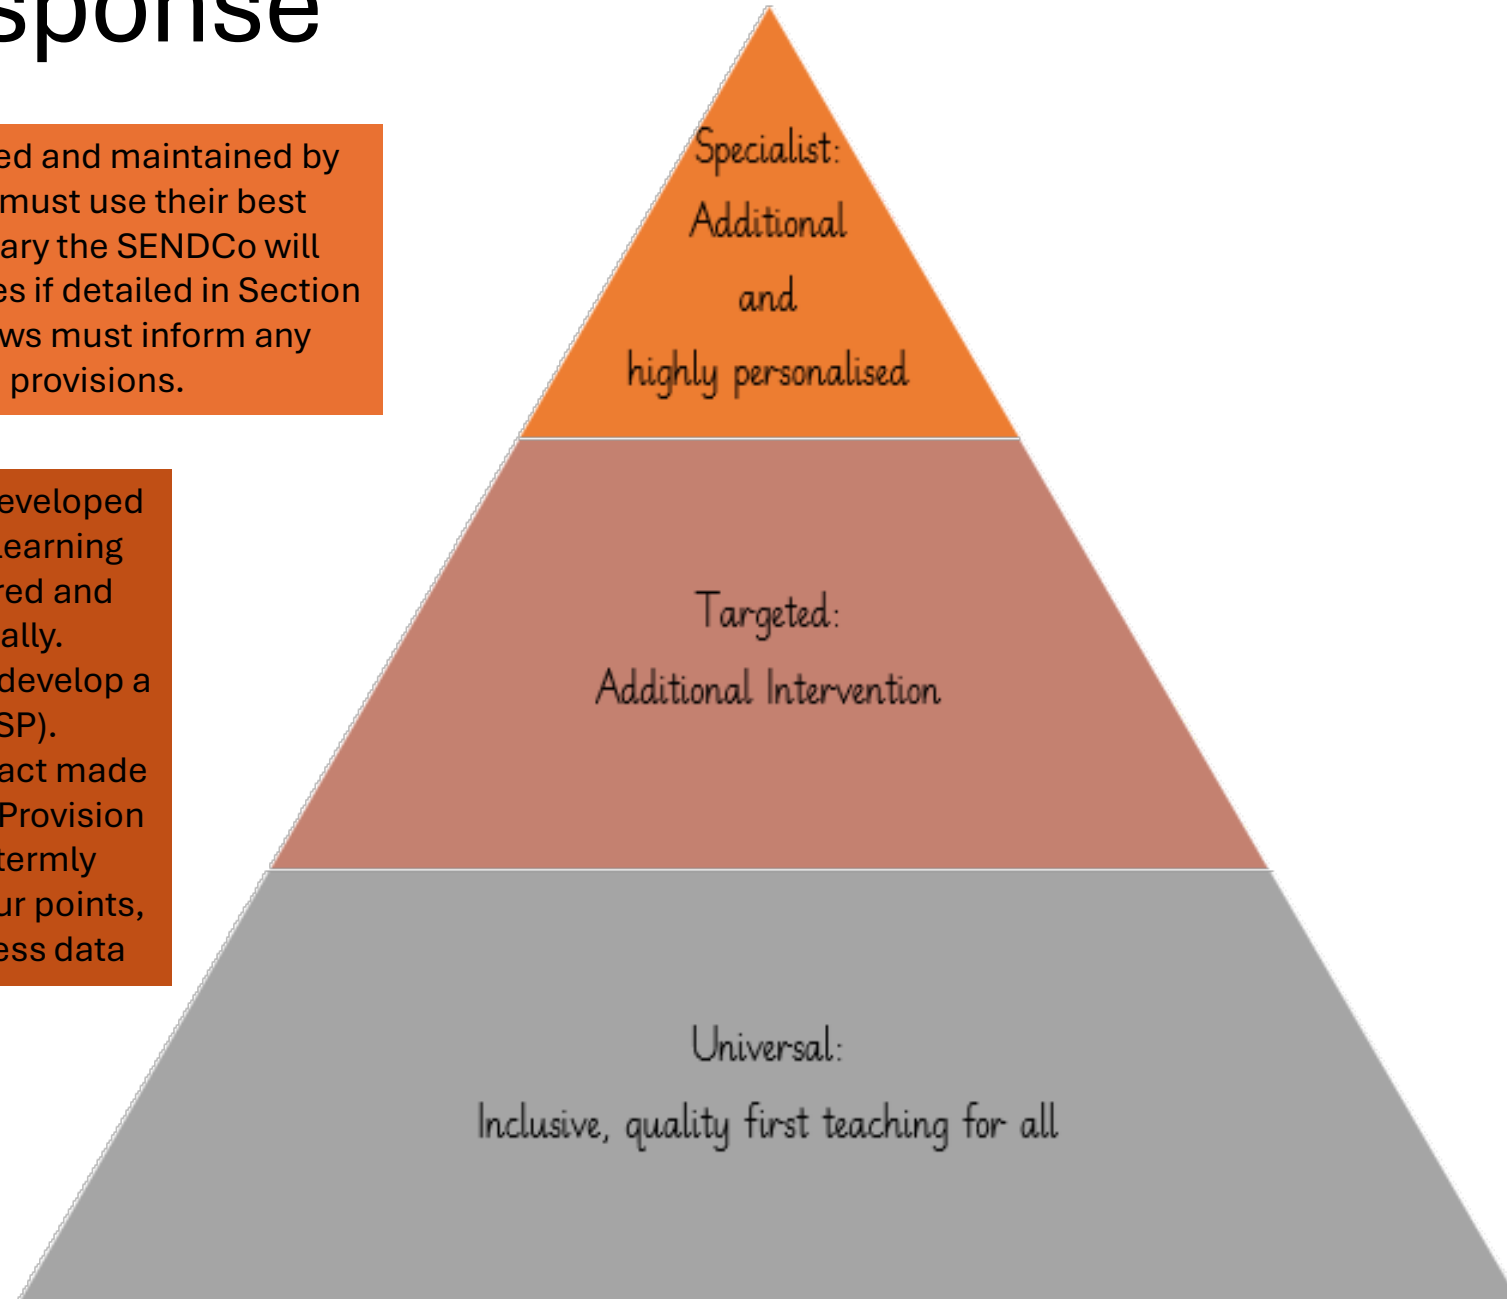 sponse
ed and maintained by
must use their best
ary the SENDCo will
es if detailed in Section
ws must inform any
provisions.
eveloped
Learning
red and
ally.
develop a
SP).
act made
Provision
termly
ur points,
ess data
Specialist:
Additional
and
highly personalised
Targeted:
Additional Intervention
Universal:
Inclusive, quality first teaching for all